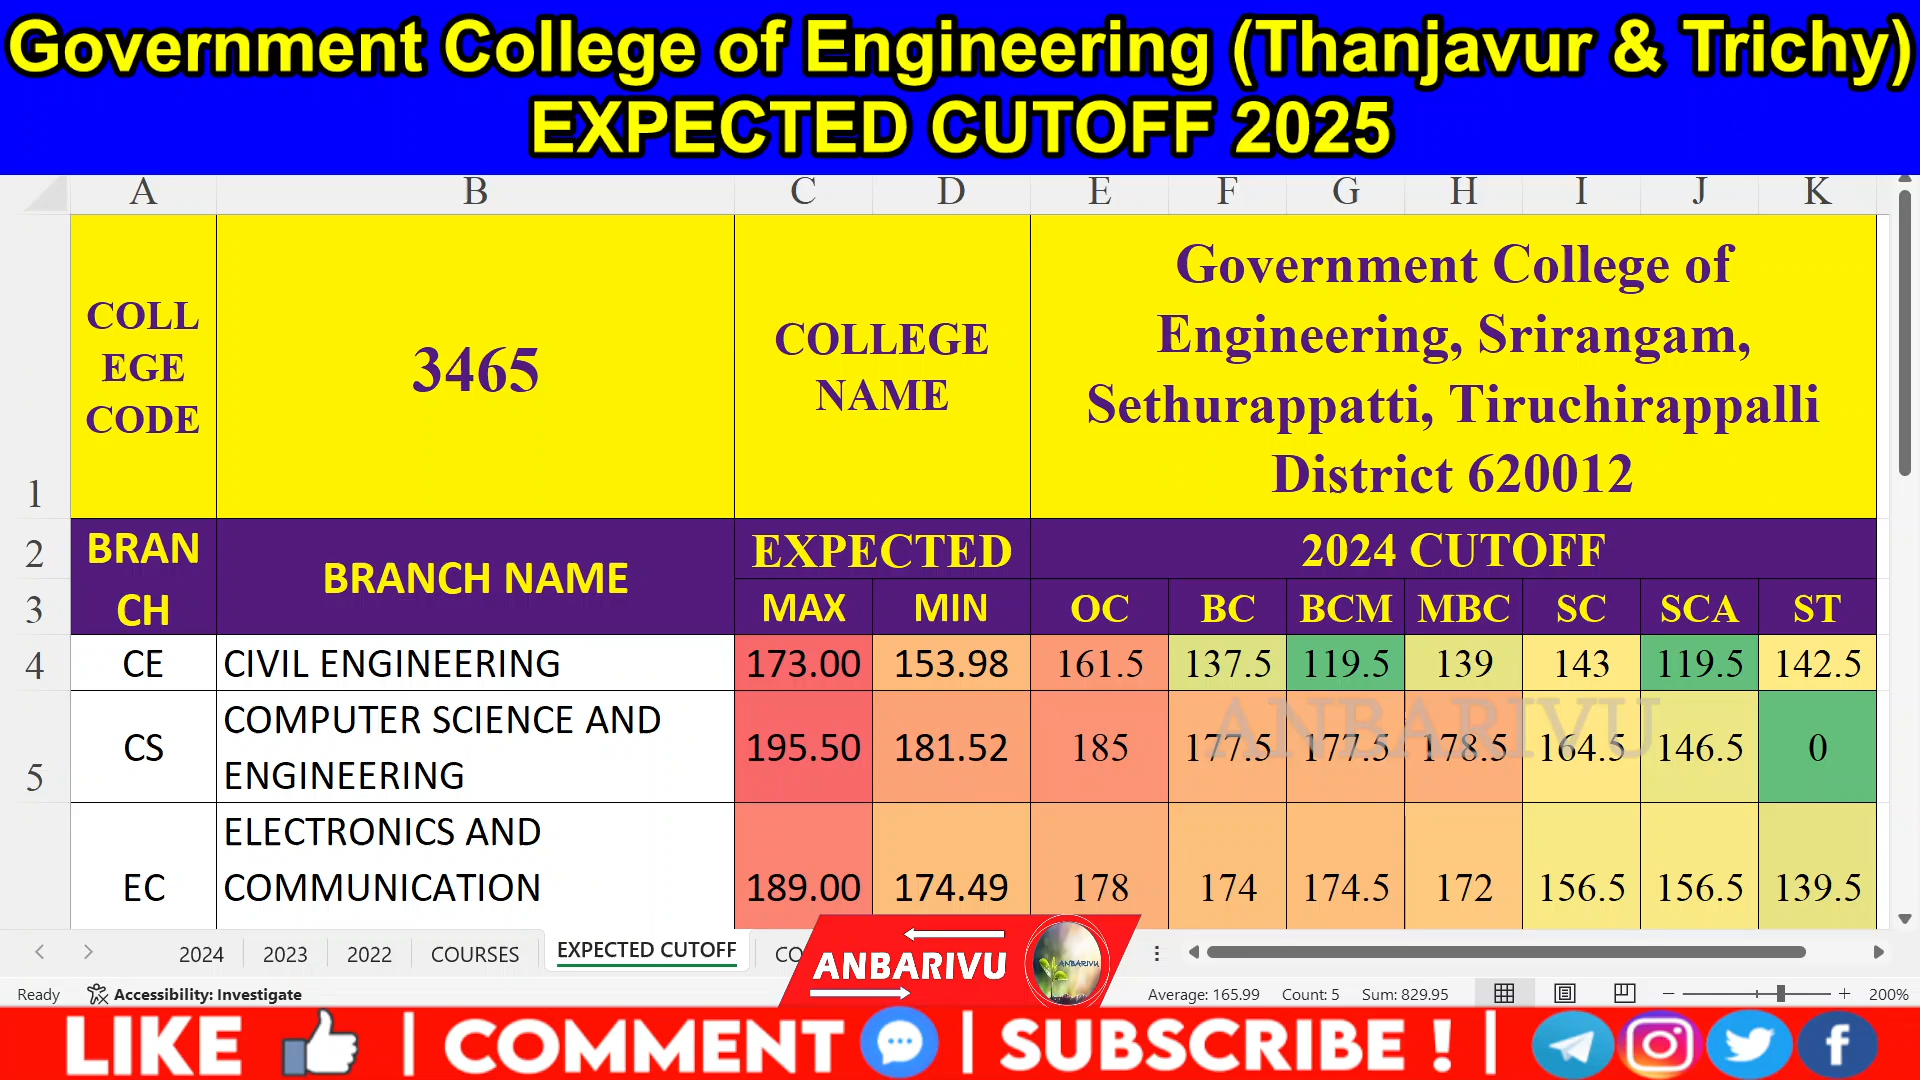 Government College of Engineering (Thanjavur & Trichy)
EXPECTED CUTOFF 2025
A B C D E F G H I J K
1 COLL EGE CODE 3465 COLLEGE NAME Government College of Engineering, Srirangam, Sethurappatti, Tiruchirappalli District 620012
2 BRAN BRANCH NAME EXPECTED 2024 CUTOFF
3 CH MAX MIN OC BC BCM MBC SC SCA ST
4 CE CIVIL ENGINEERING 173.00 153.98 161.5 137.5 119.5 139 143 119.5 142.5
ANBARIVU
5 CS COMPUTER SCIENCE AND ENGINEERING 195.50 181.52 185 177.5 177.5 178.5 164.5 146.5 0
EC ELECTRONICS AND COMMUNICATION 189.00 174.49 178 174 174.5 172 156.5 156.5 139.5
2024 2023 2022 COURSES EXPECTED CUTOFF CO
ANBARIVU
ANBARIVU
Ready Accessibility: Investigate Average: 165.99 Count: 5 Sum: 829.95 200%
LIKE | COMMENT | SUBSCRIBE ! |